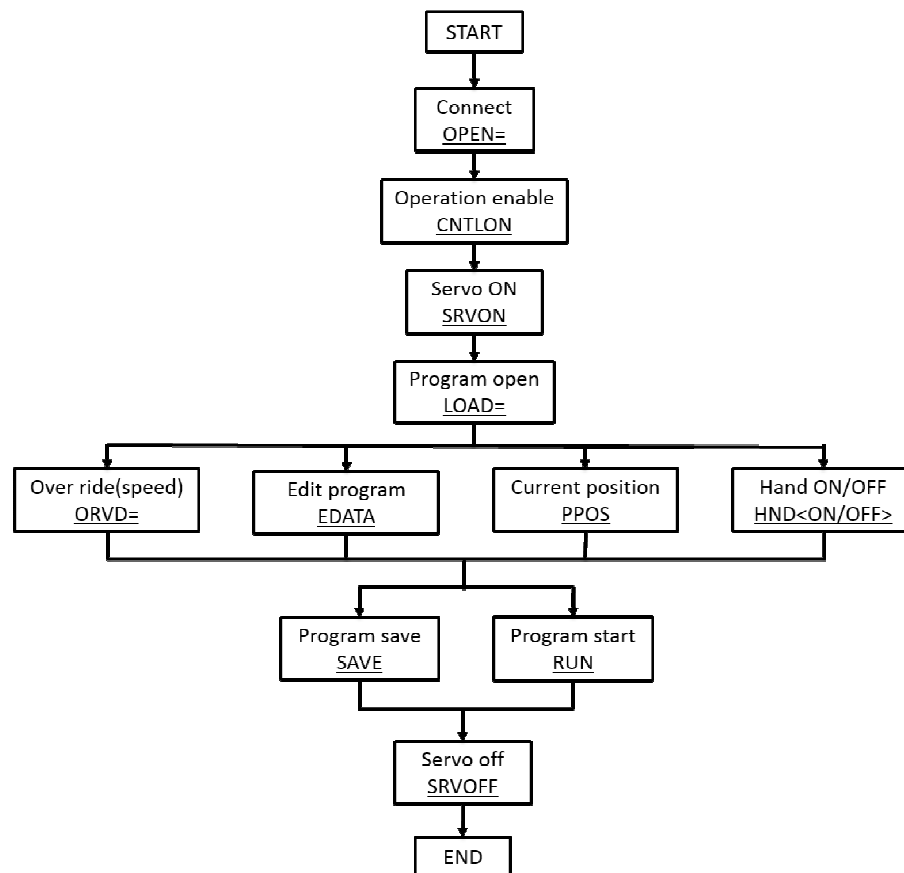 START
Connect
OPEN=
Operation enable
CNTLON
Servo ON
SRVON
Program open
LOAD=
Over ride(speed)
ORVD=
Edit program
EDATA
Current position
PPOS
Hand ON/OFF
HND<ON/OFF>
Program save
SAVE
Program start
RUN
Servo off
SRVOFF
END